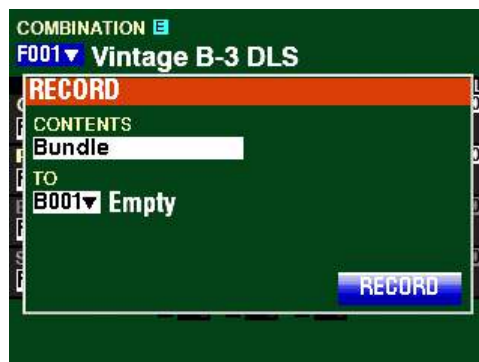 COMBINATION E
F001▼ Vintage B-3 DLS
RECORD
CONTENTS
Bundle
TO
B001▼ Empty
RECORD